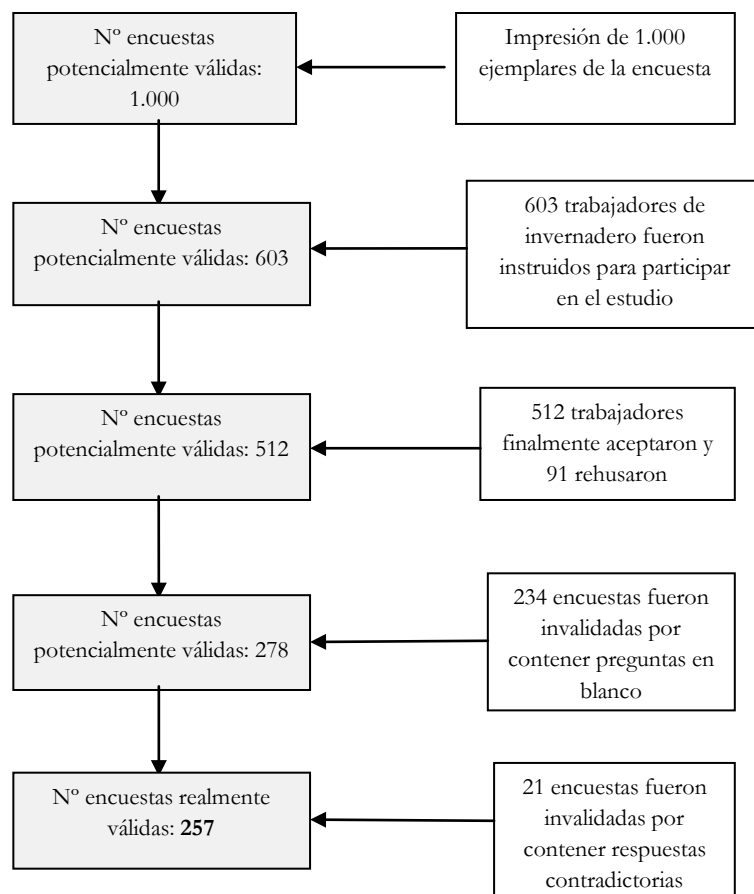 Nº encuestas
potencialmente válidas:
1.000
Impresión de 1.000
ejemplares de la encuesta
Nº encuestas
potencialmente válidas: 603
603 trabajadores de
invernadero fueron
instruidos para participar
en el estudio
Nº encuestas
potencialmente válidas: 512
512 trabajadores
finalmente aceptaron y
91 rehusaron
Nº encuestas
potencialmente válidas: 278
234 encuestas fueron
invalidadas por
contener preguntas en
blanco
Nº encuestas realmente
válidas: 257
21 encuestas fueron
invalidadas por
contener respuestas
contradictorias